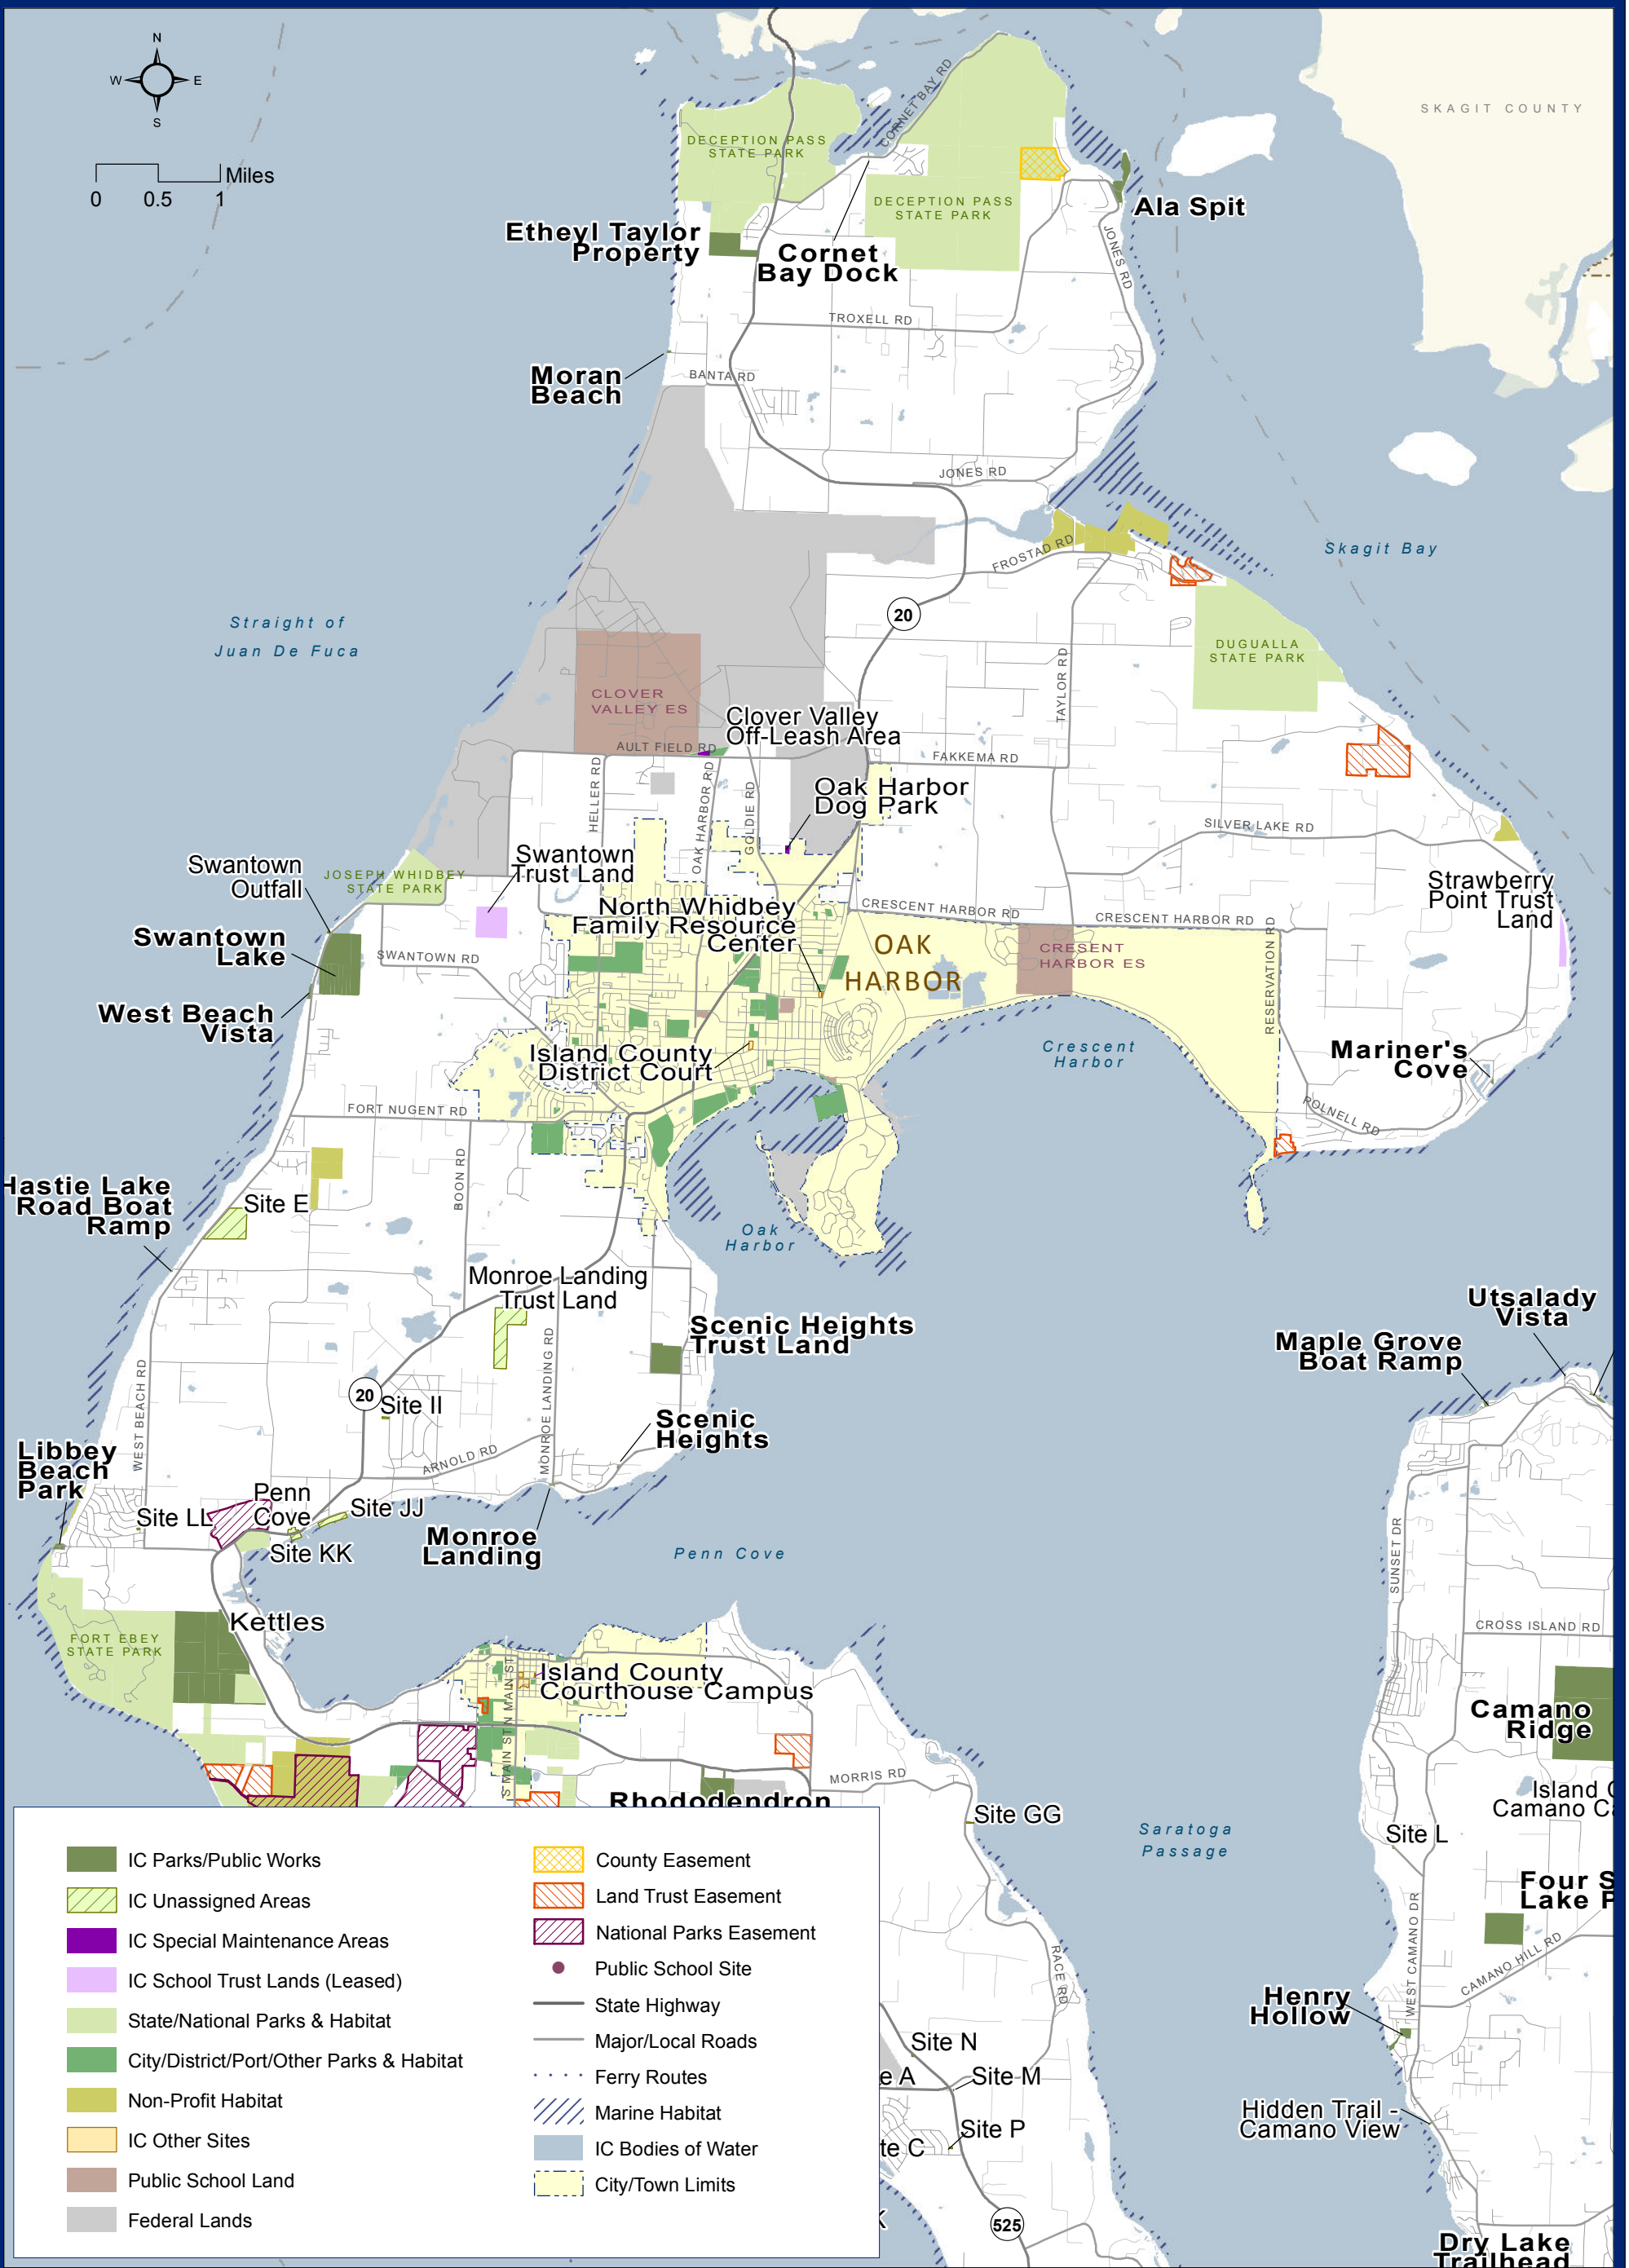 N
W
E
S
Miles
0
0.5
1
SKAGIT COUNTY
CORNET BAY RD
DECEPTION PASS
STATE PARK
DECEPTION PASS
STATE PARK
Ala Spit
Etheyl Taylor
Property
Cornet
Bay Dock
JONES RD
TROXELL RD
Moran
Beach
BANTA RD
JONES RD
Skagit Bay
FROSTAD RD
20
Straight of
Juan De Fuca
DUGUALLA
STATE PARK
TAYLOR RD
CLOVER
VALLEY ES
Clover Valley
Off-Leash Area
AULT FIELD RD
FAKKEMA RD
HELLER RD
OAK HARBOR RD
GOLDIE RD
Oak Harbor
Dog Park
SILVER LAKE RD
Swantown
Outfall
JOSEPH WHIDBEY
STATE PARK
Swantown
Trust Land
Strawberry
Point Trust
Land
North Whidbey
Family Resource
Center
CRESCENT HARBOR RD
CRESCENT HARBOR RD
Swantown
Lake
SWANTOWN RD
OAK
HARBOR
CRESENT
HARBOR ES
RESERVATION RD
West Beach
Vista
Island County
District Court
Crescent
Harbor
Mariner's
Cove
FORT NUGENT RD
POLNELL RD
BOON RD
Hastie Lake
Road Boat
Ramp
Site E
Oak
Harbor
Monroe Landing
Trust Land
Scenic Heights
Trust Land
Utsalady
Vista
Maple Grove
Boat Ramp
WEST BEACH RD
MONROE LANDING RD
20
Site II
Scenic
Heights
ARNOLD RD
Libbey
Beach
Park
Penn
Cove
Site LL
Site JJ
Site KK
Monroe
Landing
Penn Cove
SUNSET DR
Kettles
FORT EBEY
STATE PARK
CROSS ISLAND RD
Island County
Courthouse Campus
N MAIN ST
S MAIN ST
Camano
Ridge
MORRIS RD
Rhododendron
Island C
Camano Ca
Site GG
Saratoga
Passage
Site L
Four S
Lake P
WEST CAMANO DR
CAMANO HILL RD
RACE RD
Henry
Hollow
Site N
e A
Site M
Site P
te C
Hidden Trail -
Camano View
525
Dry Lake
Trailhead
IC Parks/Public Works
IC Unassigned Areas
IC Special Maintenance Areas
IC School Trust Lands (Leased)
State/National Parks & Habitat
City/District/Port/Other Parks & Habitat
Non-Profit Habitat
IC Other Sites
Public School Land
Federal Lands
County Easement
Land Trust Easement
National Parks Easement
Public School Site
State Highway
Major/Local Roads
Ferry Routes
Marine Habitat
IC Bodies of Water
City/Town Limits